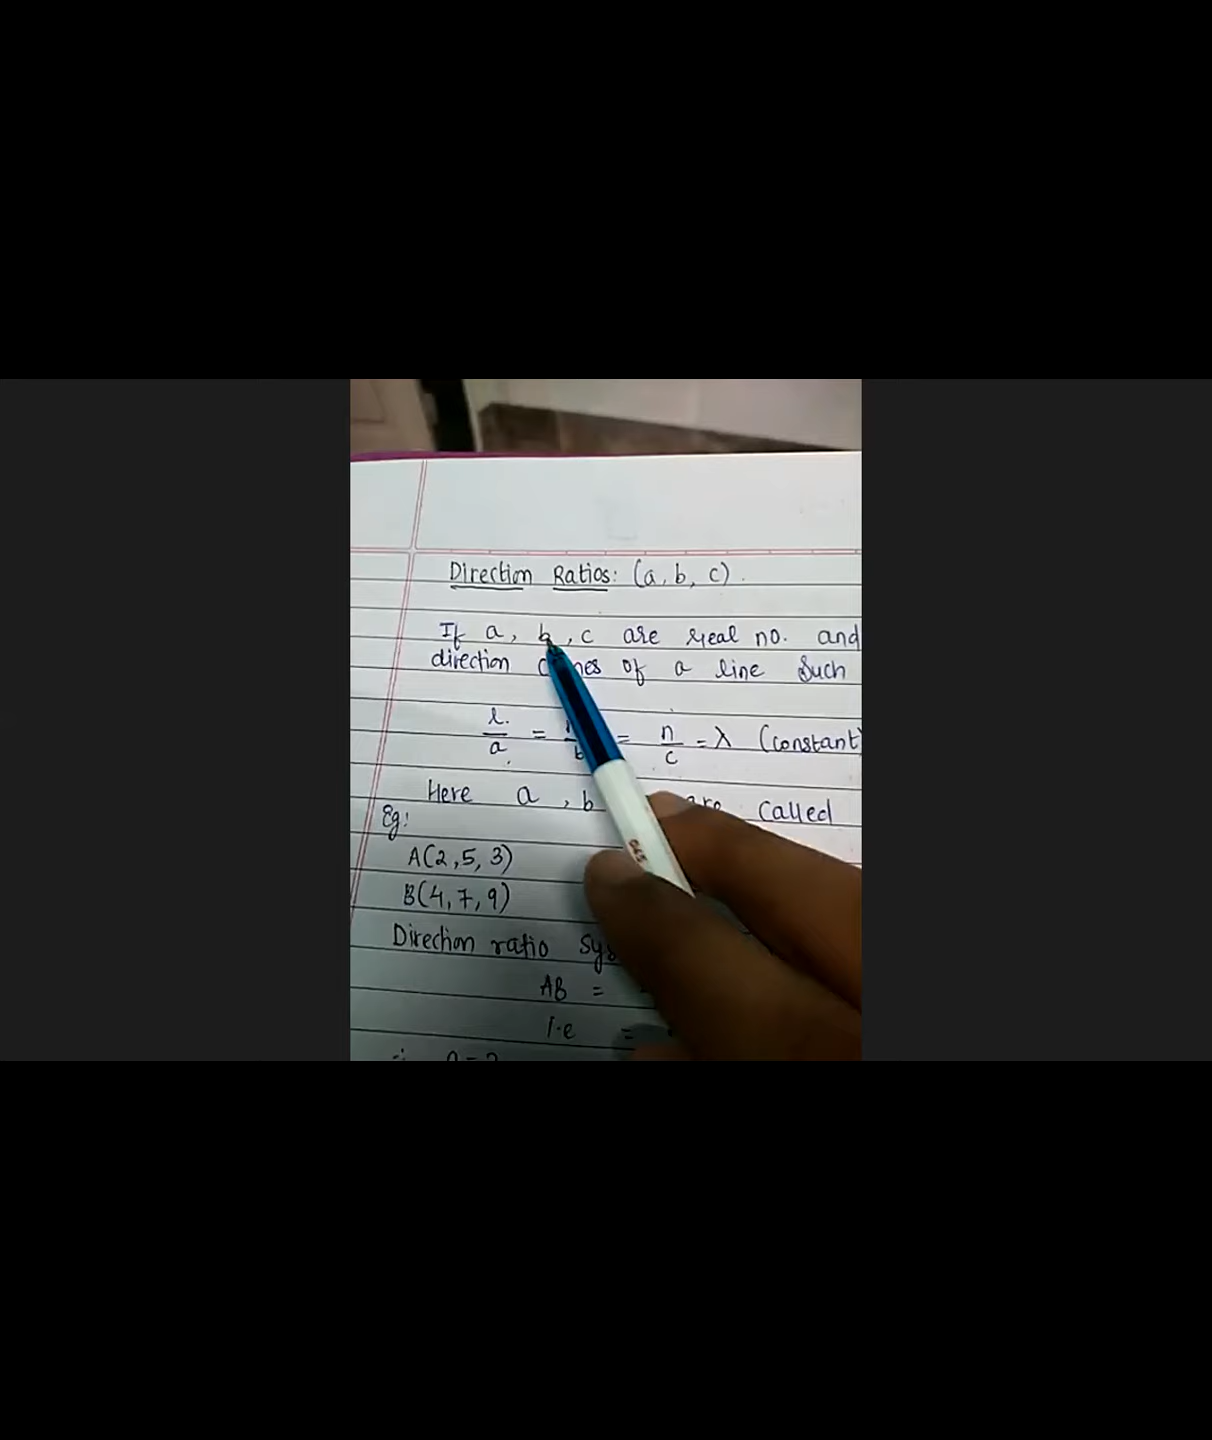 Direction Ratios: (a, b, c).
If a, b, c are real no. and
direction of a line such
l/a = = n/c = λ (constant)
Here a, b are called
Eg:
A(2, 5, 3)
B(4, 7, 9)
Direction ratio
AB =
i.e =